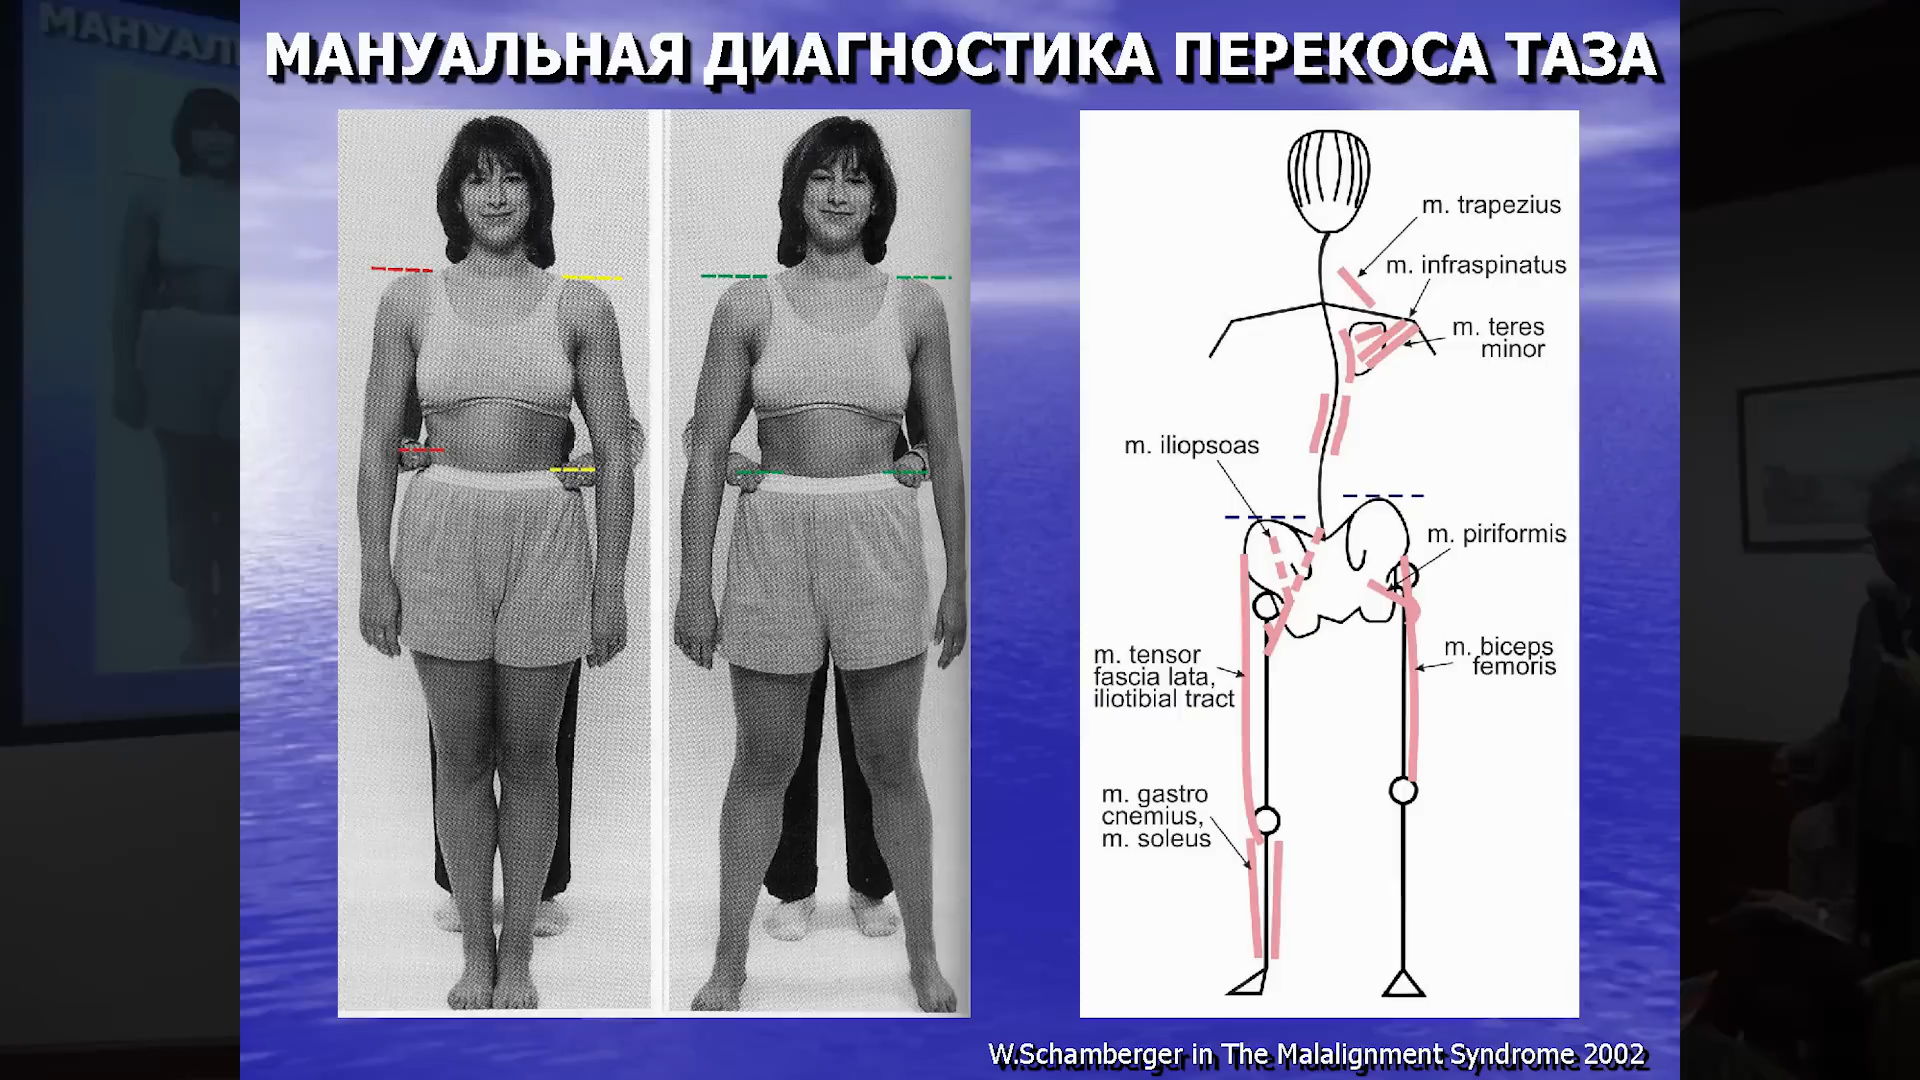 МАНУАЛЬНАЯ ДИАГНОСТИКА ПЕРЕКОСА ТАЗА
m. trapezius
m. infraspinatus
m. teres
minor
m. iliopsoas
m. piriformis
m. biceps
femoris
m. tensor
fascia lata,
iliotibial tract
m. gastro
cnemius,
m. soleus
W.Schamberger in The Malalignment Syndrome 2002